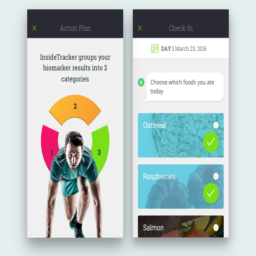 X Action Plan
InsideTracker groups your
biomarker results into 3
categories
2
1
3
X Check-In
DAY 1 March 23, 2016
Choose which foods you ate
today
Oatmeal
Raspberries
Salmon